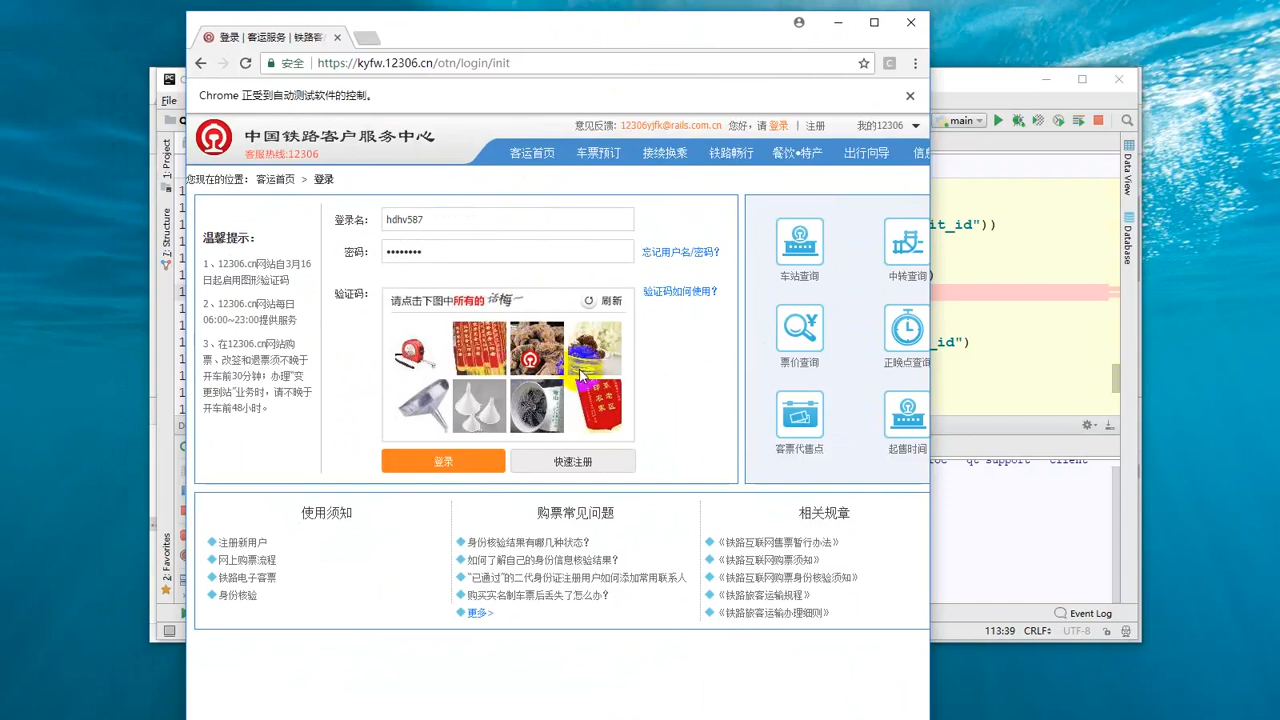 登录 | 客运服务 | 铁路客
安全 https://kyfw.12306.cn/otn/login/init
Chrome 正受到自动测试软件的控制。
PC
File
main
中国铁路客户服务中心
客服热线:12306
意见反馈: 12306yjfk@rails.com.cn 您好，请 登录 | 注册 我的12306
客运首页 车票预订 接续换乘 铁路畅行 餐饮•特产 出行向导 信息
您现在的位置: 客运首页 > 登录
温馨提示:
1、12306.cn网站自3月16
日起启用图形验证码
2、12306.cn网站每日
06:00~23:00提供服务
3、在12306.cn网站购
票、改签和退票须不晚于
开车前30分钟；办理“变
更到站”业务时，请不晚于
开车前48小时。
登录名: hdhv587
密码: ••••••••
忘记用户名/密码?
验证码:
请点击下图中所有的 话梅
刷新
验证码如何使用?
登录 快速注册
车站查询 中转查询
票价查询 正晚点查询
客票代售点 起售时间
使用须知
注册新用户
网上购票流程
铁路电子客票
身份核验
购票常见问题
身份核验结果有哪几种状态?
如何了解自己的身份信息核验结果?
“已通过”的二代身份证注册用户如何添加常用联系人
购买实名制车票后丢失了怎么办?
更多>
相关规章
《铁路互联网售票暂行办法》
《铁路互联网购票须知》
《铁路互联网购票身份核验须知》
《铁路旅客运输规程》
《铁路旅客运输办理细则》
1: Project
7: Structure
2: Favorites
Data View
Database
it_id"))
_id")
qt support client
Event Log
113:39 CRLF UTF-8